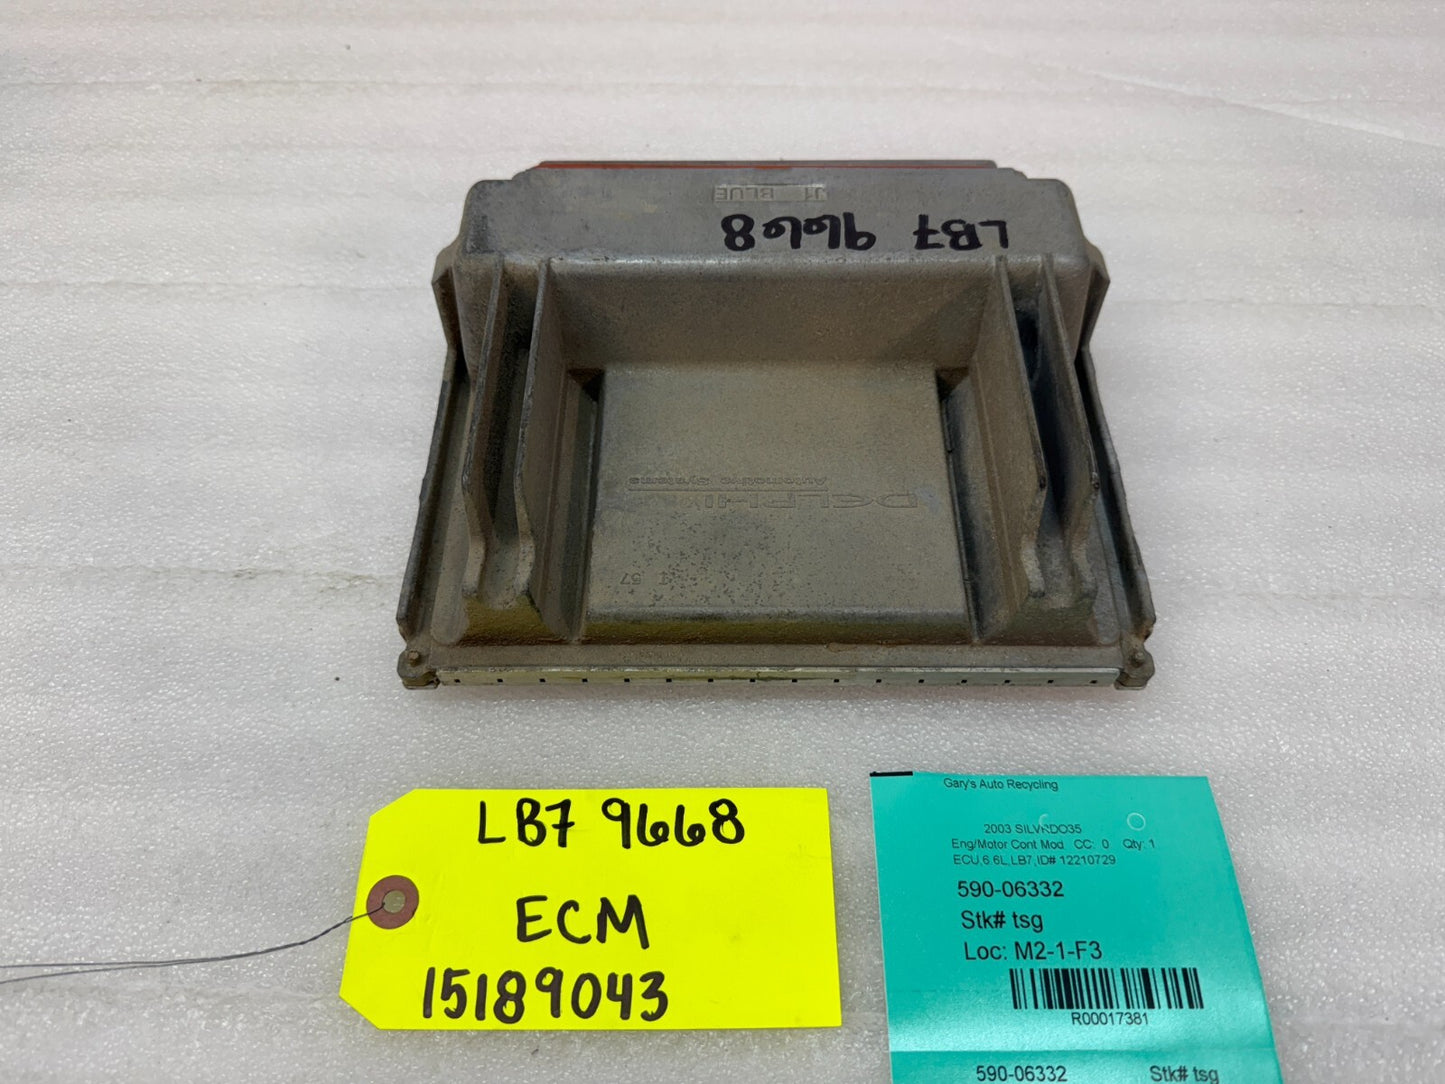 J1 BLUE
LB7 9668
DELPHI
Automotive Systems
T 57
LB7 9668
ECM
15189043
Gary's Auto Recycling
2003 SILVRDO35
Eng/Motor Cont Mod CC: 0 Qty: 1
ECU,6.6L,LB7,ID# 12210729
590-06332
Stk# tsg
Loc: M2-1-F3
R00017381
590-06332 Stk# tsg